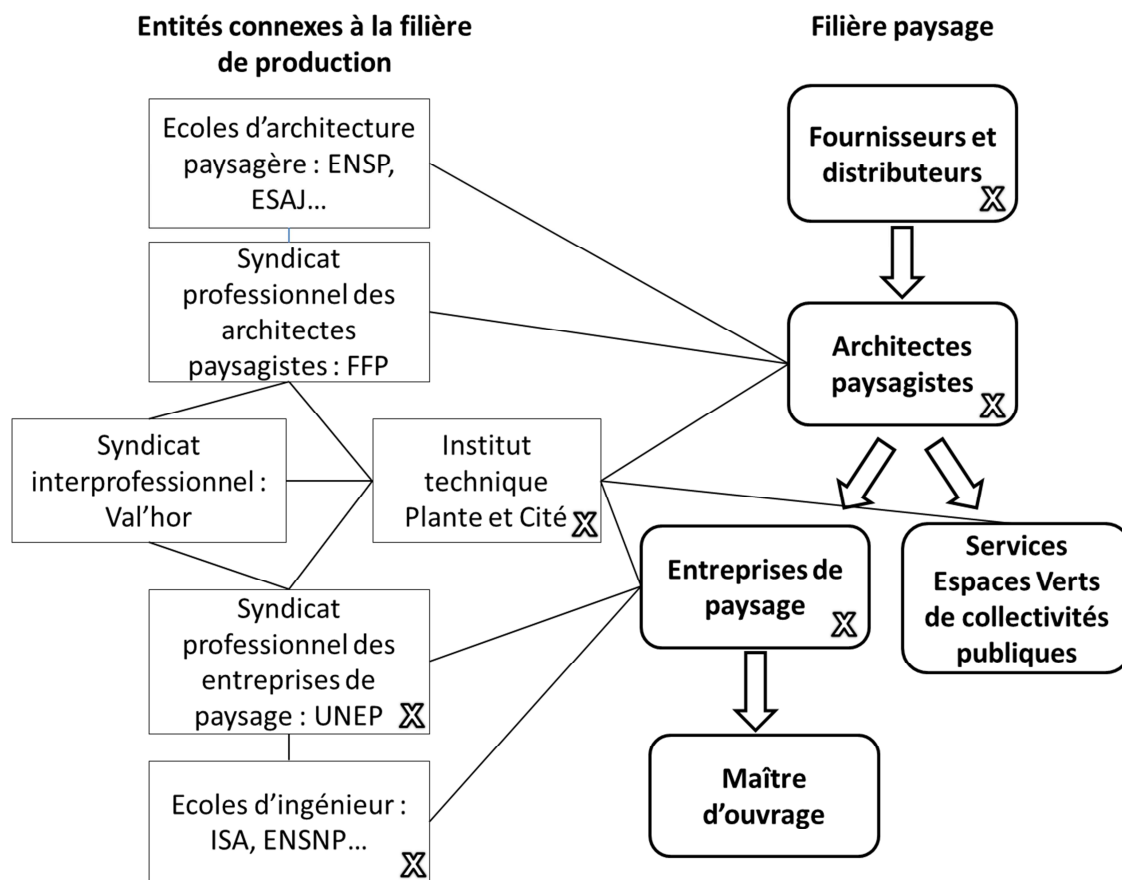 Entités connexes à la filière
de production
Filière paysage
Ecoles d'architecture
paysagère : ENSP,
ESAJ...
Syndicat
professionnel des
architectes
paysagistes : FFP
Syndicat
interprofessionnel :
Val'hor
Institut
technique
Plante et Cité X
Syndicat
professionnel des
entreprises de
paysage : UNEP X
Ecoles d'ingénieur :
ISA, ENSNP...
X
Fournisseurs et
distributeurs
X
Architectes
paysagistes
X
Entreprises de
paysage
X
Services
Espaces Verts
de collectivités
publiques
Maître
d'ouvrage